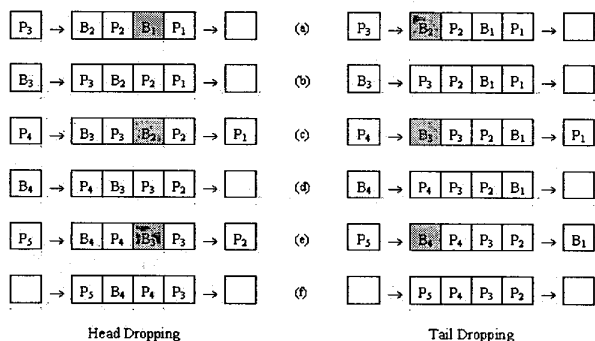 P3 B2 P2 B1 P1 (a) P3 B2 P2 B1 P1
B3 P3 B2 P2 P1 (b) B3 P3 P2 B1 P1
P4 B3 P3 B2 P2 P1 (c) P4 B3 P3 P2 B1 P1
B4 P4 B3 P3 P2 (d) B4 P4 P3 P2 B1
P5 B4 P4 B3 P3 P2 (e) P5 B4 P4 P3 P2 B1
P5 B4 P4 P3 (f) P5 P4 P3 P2
Head Dropping Tail Dropping